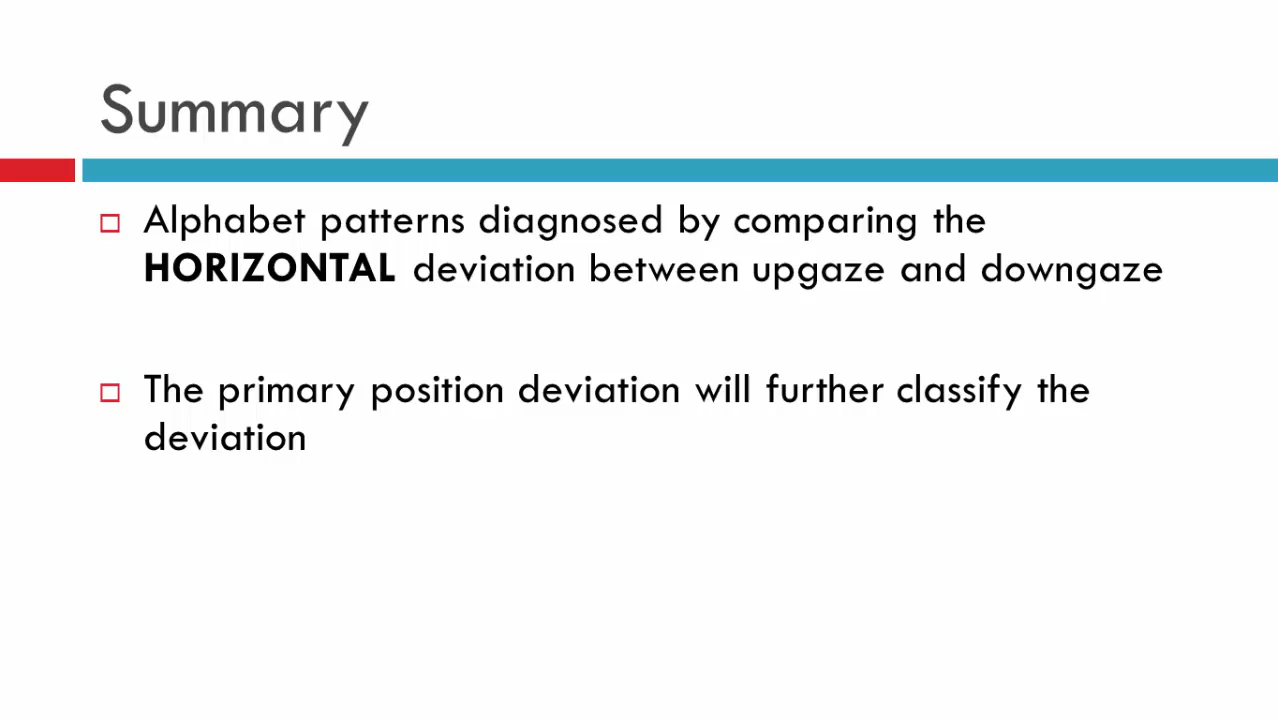 Summary
Alphabet patterns diagnosed by comparing the
HORIZONTAL deviation between upgaze and downgaze
The primary position deviation will further classify the
deviation